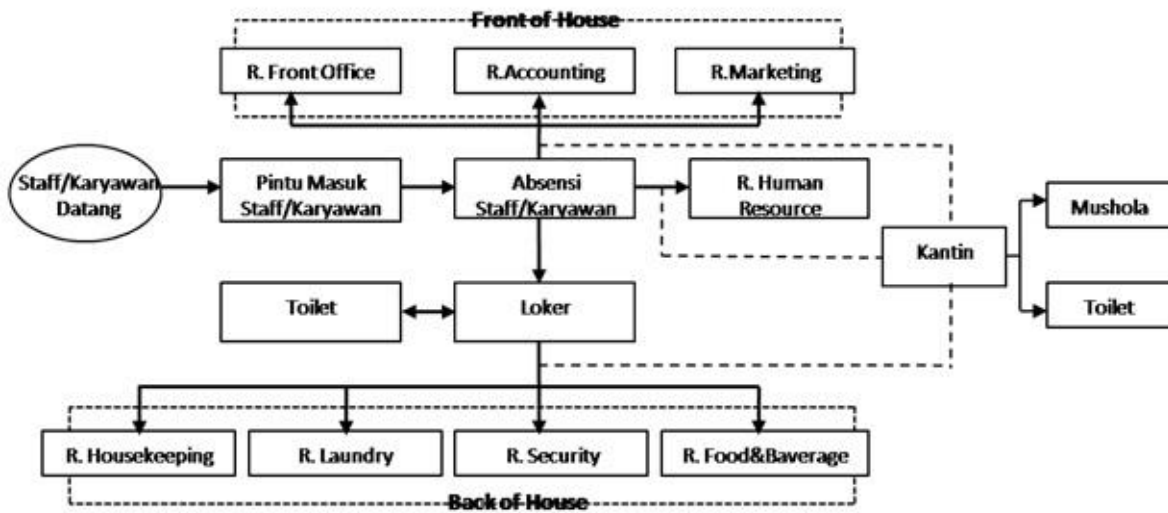 Front of House
R. Front Office
R.Accounting
R.Marketing
Staff/Karyawan
Datang
Pintu Masuk
Staff/Karyawan
Absensi
Staff/Karyawan
R. Human
Resource
Mushola
Kantin
Toilet
Loker
Toilet
R. Housekeeping
R. Laundry
R. Security
R. Food&Baverage
Back of House